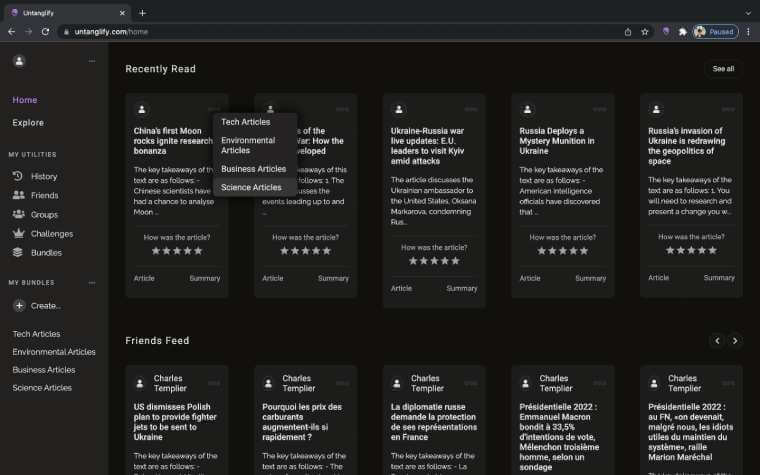 Untanglify
untanglify.com/home
Paused
Home
Explore
MY UTILITIES
History
Friends
Groups
Challenges
Bundles
MY BUNDLES
Create...
Tech Articles
Environmental Articles
Business Articles
Science Articles
Recently Read
See all
China's first Moon
rocks ignite research
bonanza
The key takeaways of the
text are as follows: -
Chinese scientists have
had a chance to analyse
Moon ...
How was the article?
Article
Summary
Tech Articles
Environmental
Articles
Business Articles
Science Articles
s of the
War: How the
veloped
ways of this
ws: 1. The
usses the
events leading up to and
t...
How was the article?
Article
Summary
Ukraine-Russia war
live updates: E.U.
leaders to visit Kyiv
amid attacks
The article discusses the
Ukrainian ambassador to
the United States, Oksana
Markarova, condemning
Rus...
How was the article?
Article
Summary
Russia Deploys a
Mystery Munition in
Ukraine
The key takeaways of the
text are as follows: -
American intelligence
officials have discovered
that ...
How was the article?
Article
Summary
Russia's invasion of
Ukraine is redrawing
the geopolitics of
space
The key takeaways of the
text are as follows: 1. You
will need to research and
present a change you w...
How was the article?
Article
Summary
Friends Feed
Charles
Templier
US dismisses Polish
plan to provide fighter
jets to be sent to
Ukraine
The key takeaways of the
text are as follows: -
Charles
Templier
Pourquoi les prix des
carburants
augmentent-ils si
rapidement ?
The key takeaways of the
text are as follows: -
Charles
Templier
La diplomatie russe
demande la protection
de ses représentations
en France
The key takeaways of the
text are as follows: - La
Charles
Templier
Présidentielle 2022 :
Emmanuel Macron
bondit à 33,5%
d'intentions de vote,
Mélenchon troisième
homme, selon un
sondage
Charles
Templier
Présidentielle 2022 :
au FN, «on devenait,
malgré nous, les idiots
utiles du maintien du
système», raille
Marion Maréchal